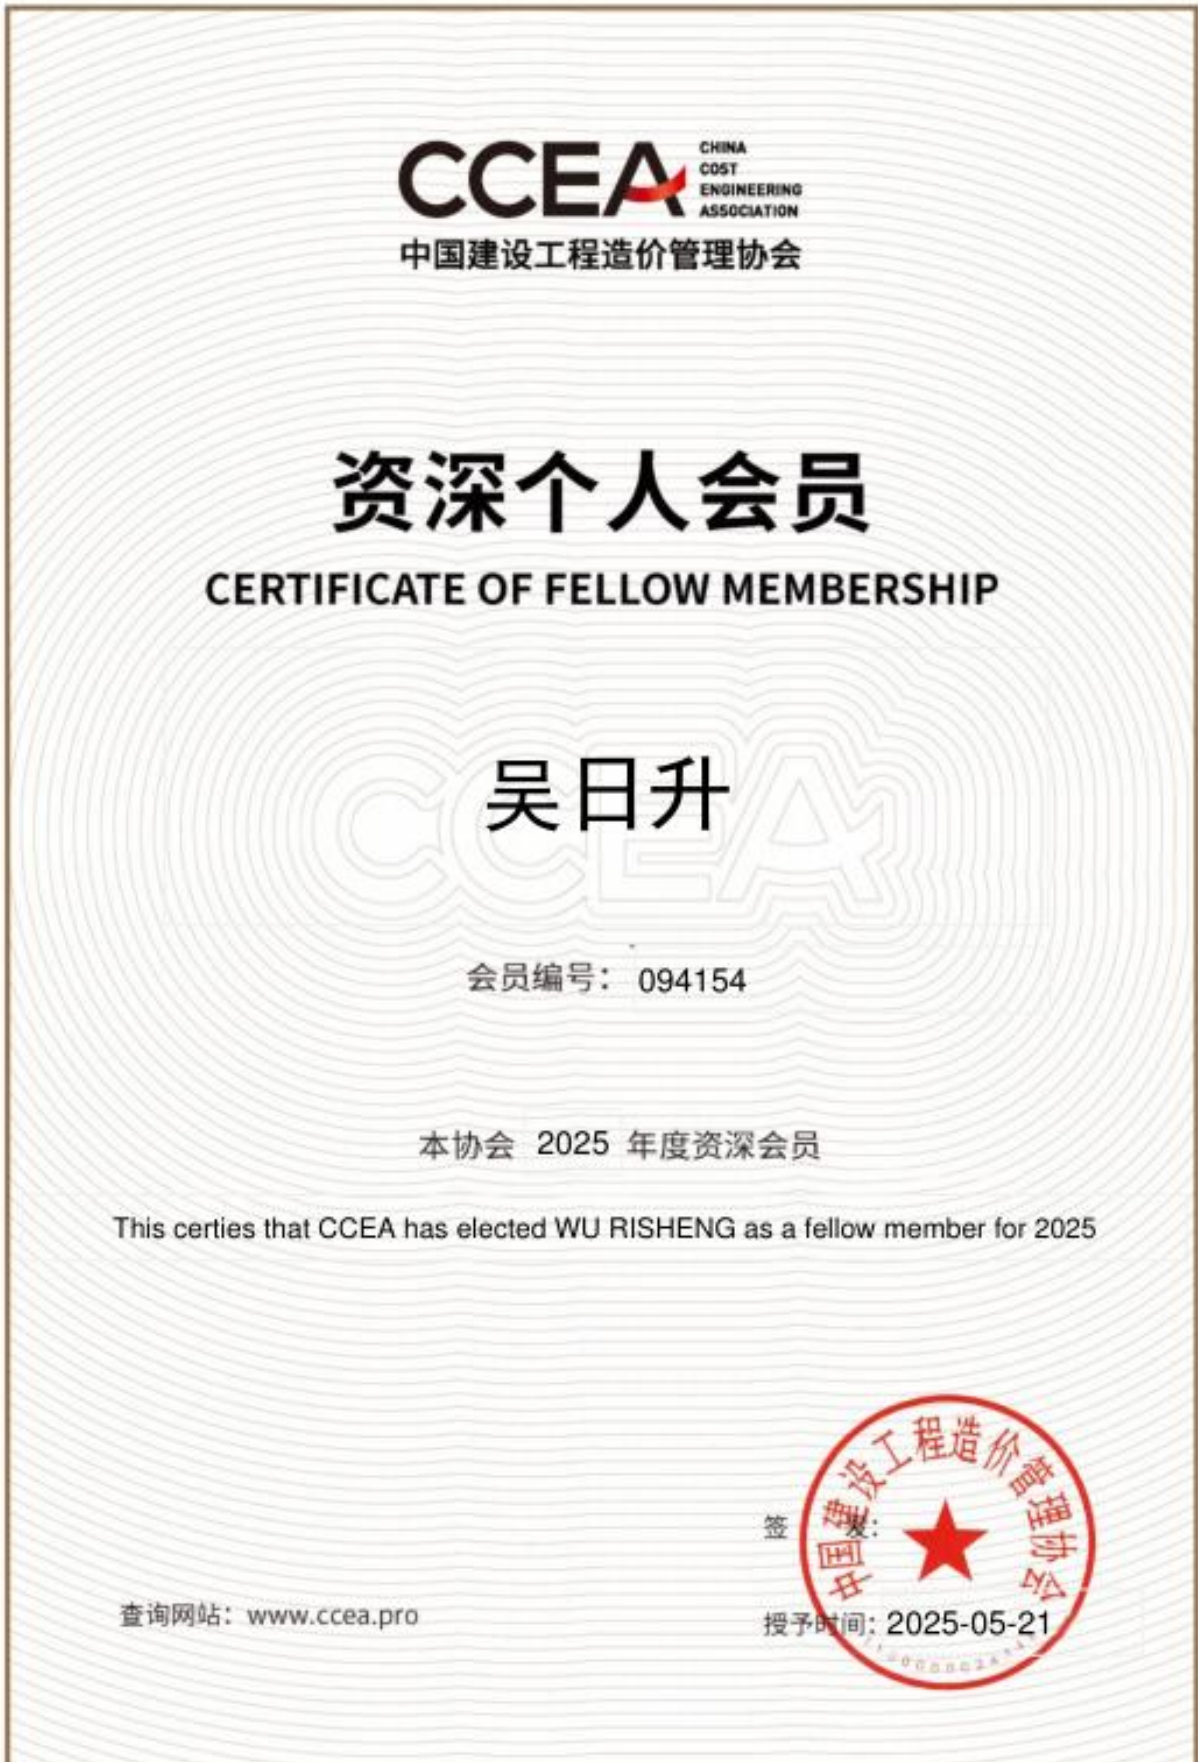 CCEA
CHINA
COST
ENGINEERING
ASSOCIATION
中国建设工程造价管理协会
资深个人会员
CERTIFICATE OF FELLOW MEMBERSHIP
吴日升
会员编号： 094154
本协会 2025 年度资深会员
This certies that CCEA has elected WU RISHENG as a fellow member for 2025
中国建设工程造价管理协会
签 发：
查询网站：www.ccea.pro
授予时间：2025-05-21